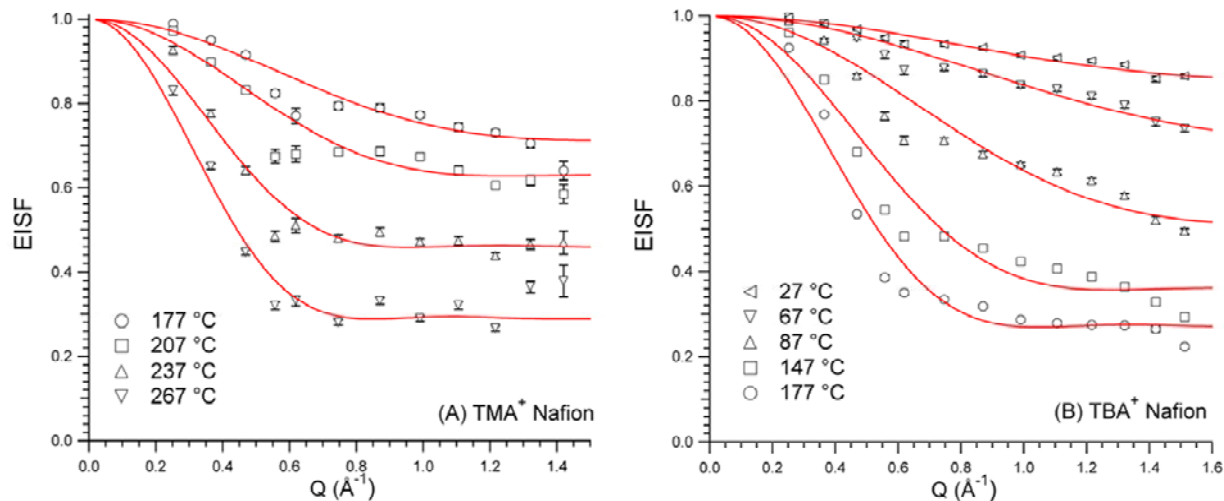 1.0
0.8
0.6
0.4
0.2
0.0
EISF
177 °C
207 °C
237 °C
267 °C
(A) TMA⁺ Nafion
0.0 0.2 0.4 0.6 0.8 1.0 1.2 1.4
Q (Å⁻¹)
1.0
0.8
0.6
0.4
0.2
0.0
EISF
27 °C
67 °C
87 °C
147 °C
177 °C
(B) TBA⁺ Nafion
0.0 0.2 0.4 0.6 0.8 1.0 1.2 1.4 1.6
Q (Å⁻¹)